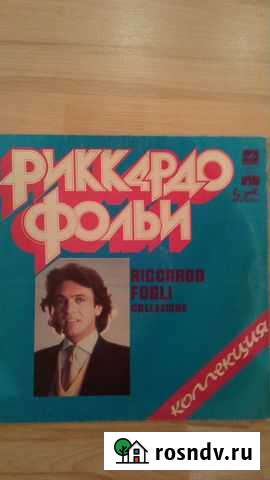 РИККАРДО
ФОЛЬИ
RICCARDO
FOGLI
COLLEZIONE
КОЛЛЕКЦИЯ
rosndv.ru